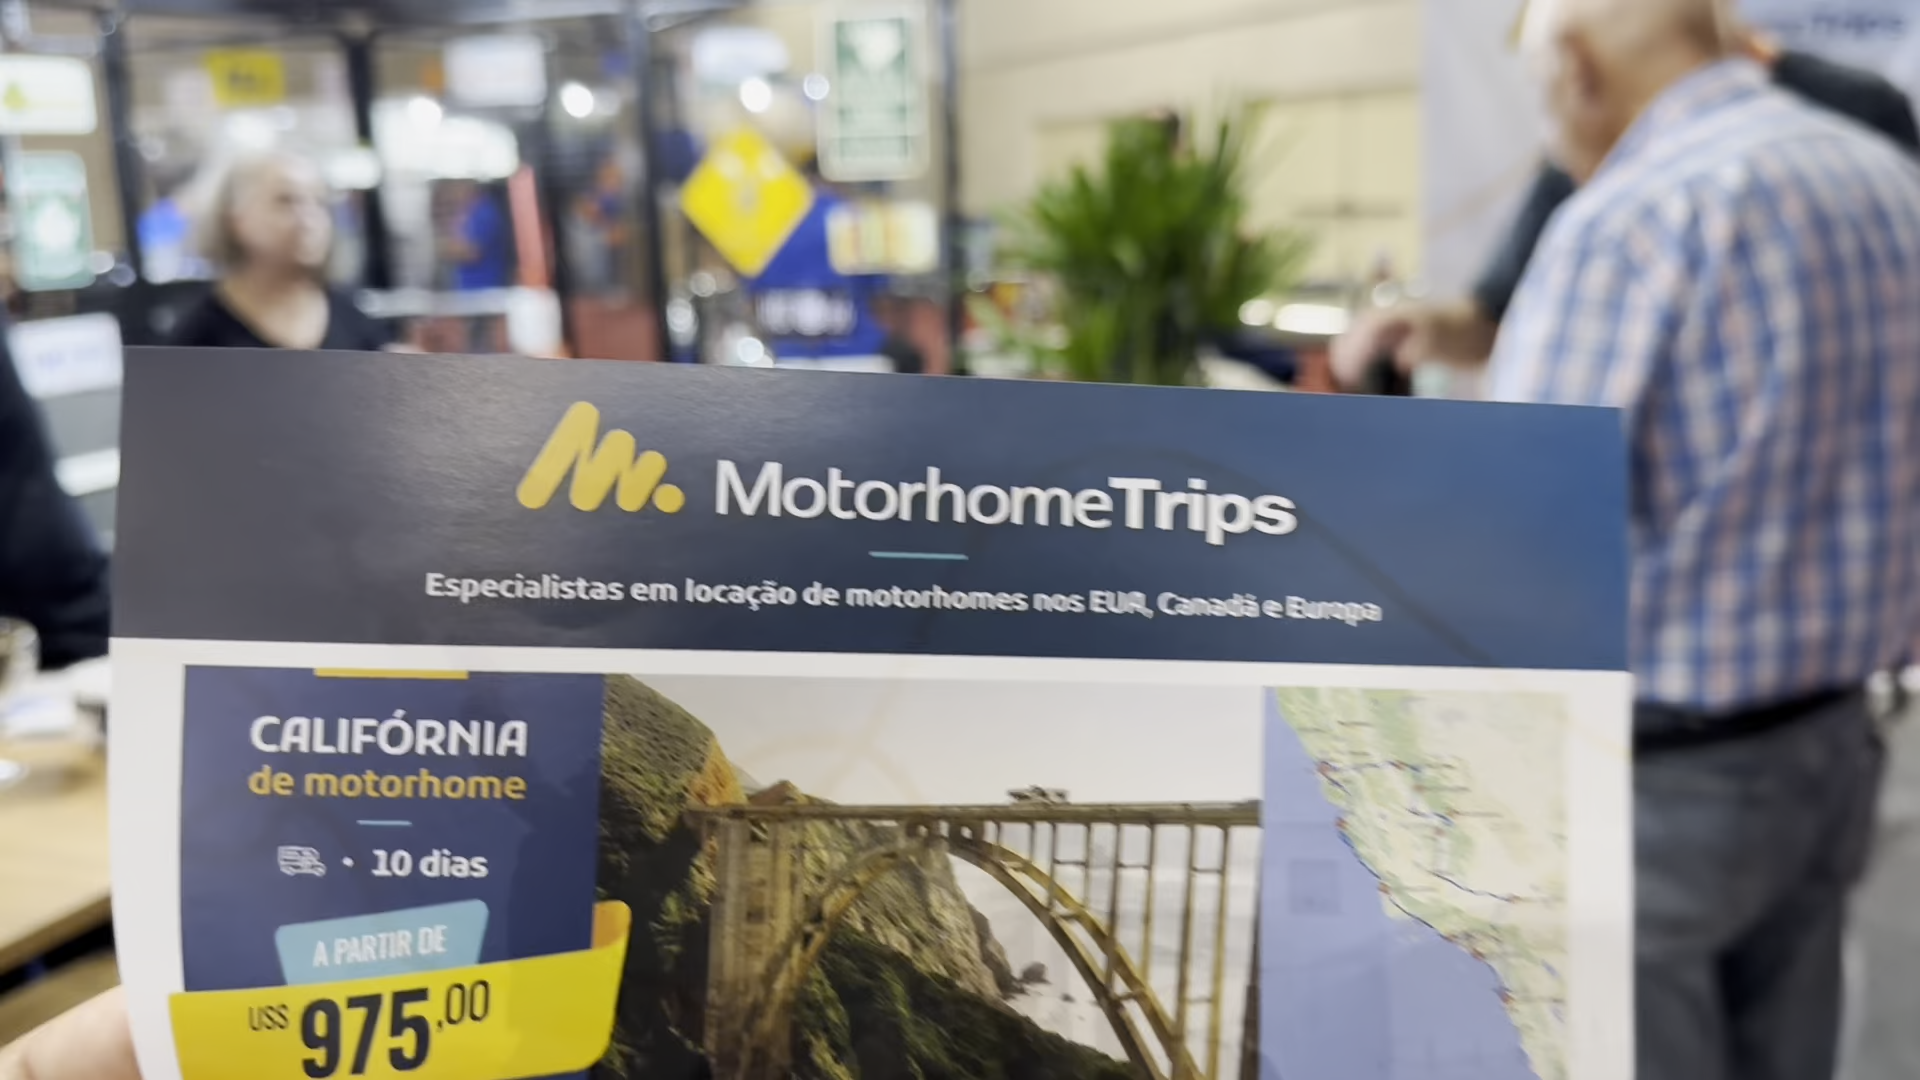 MotorhomeTrips
Especialistas em locação de motorhomes nos EUA, Canadá e Europa
CALIFÓRNIA
de motorhome
• 10 dias
A PARTIR DE
US$ 975,00